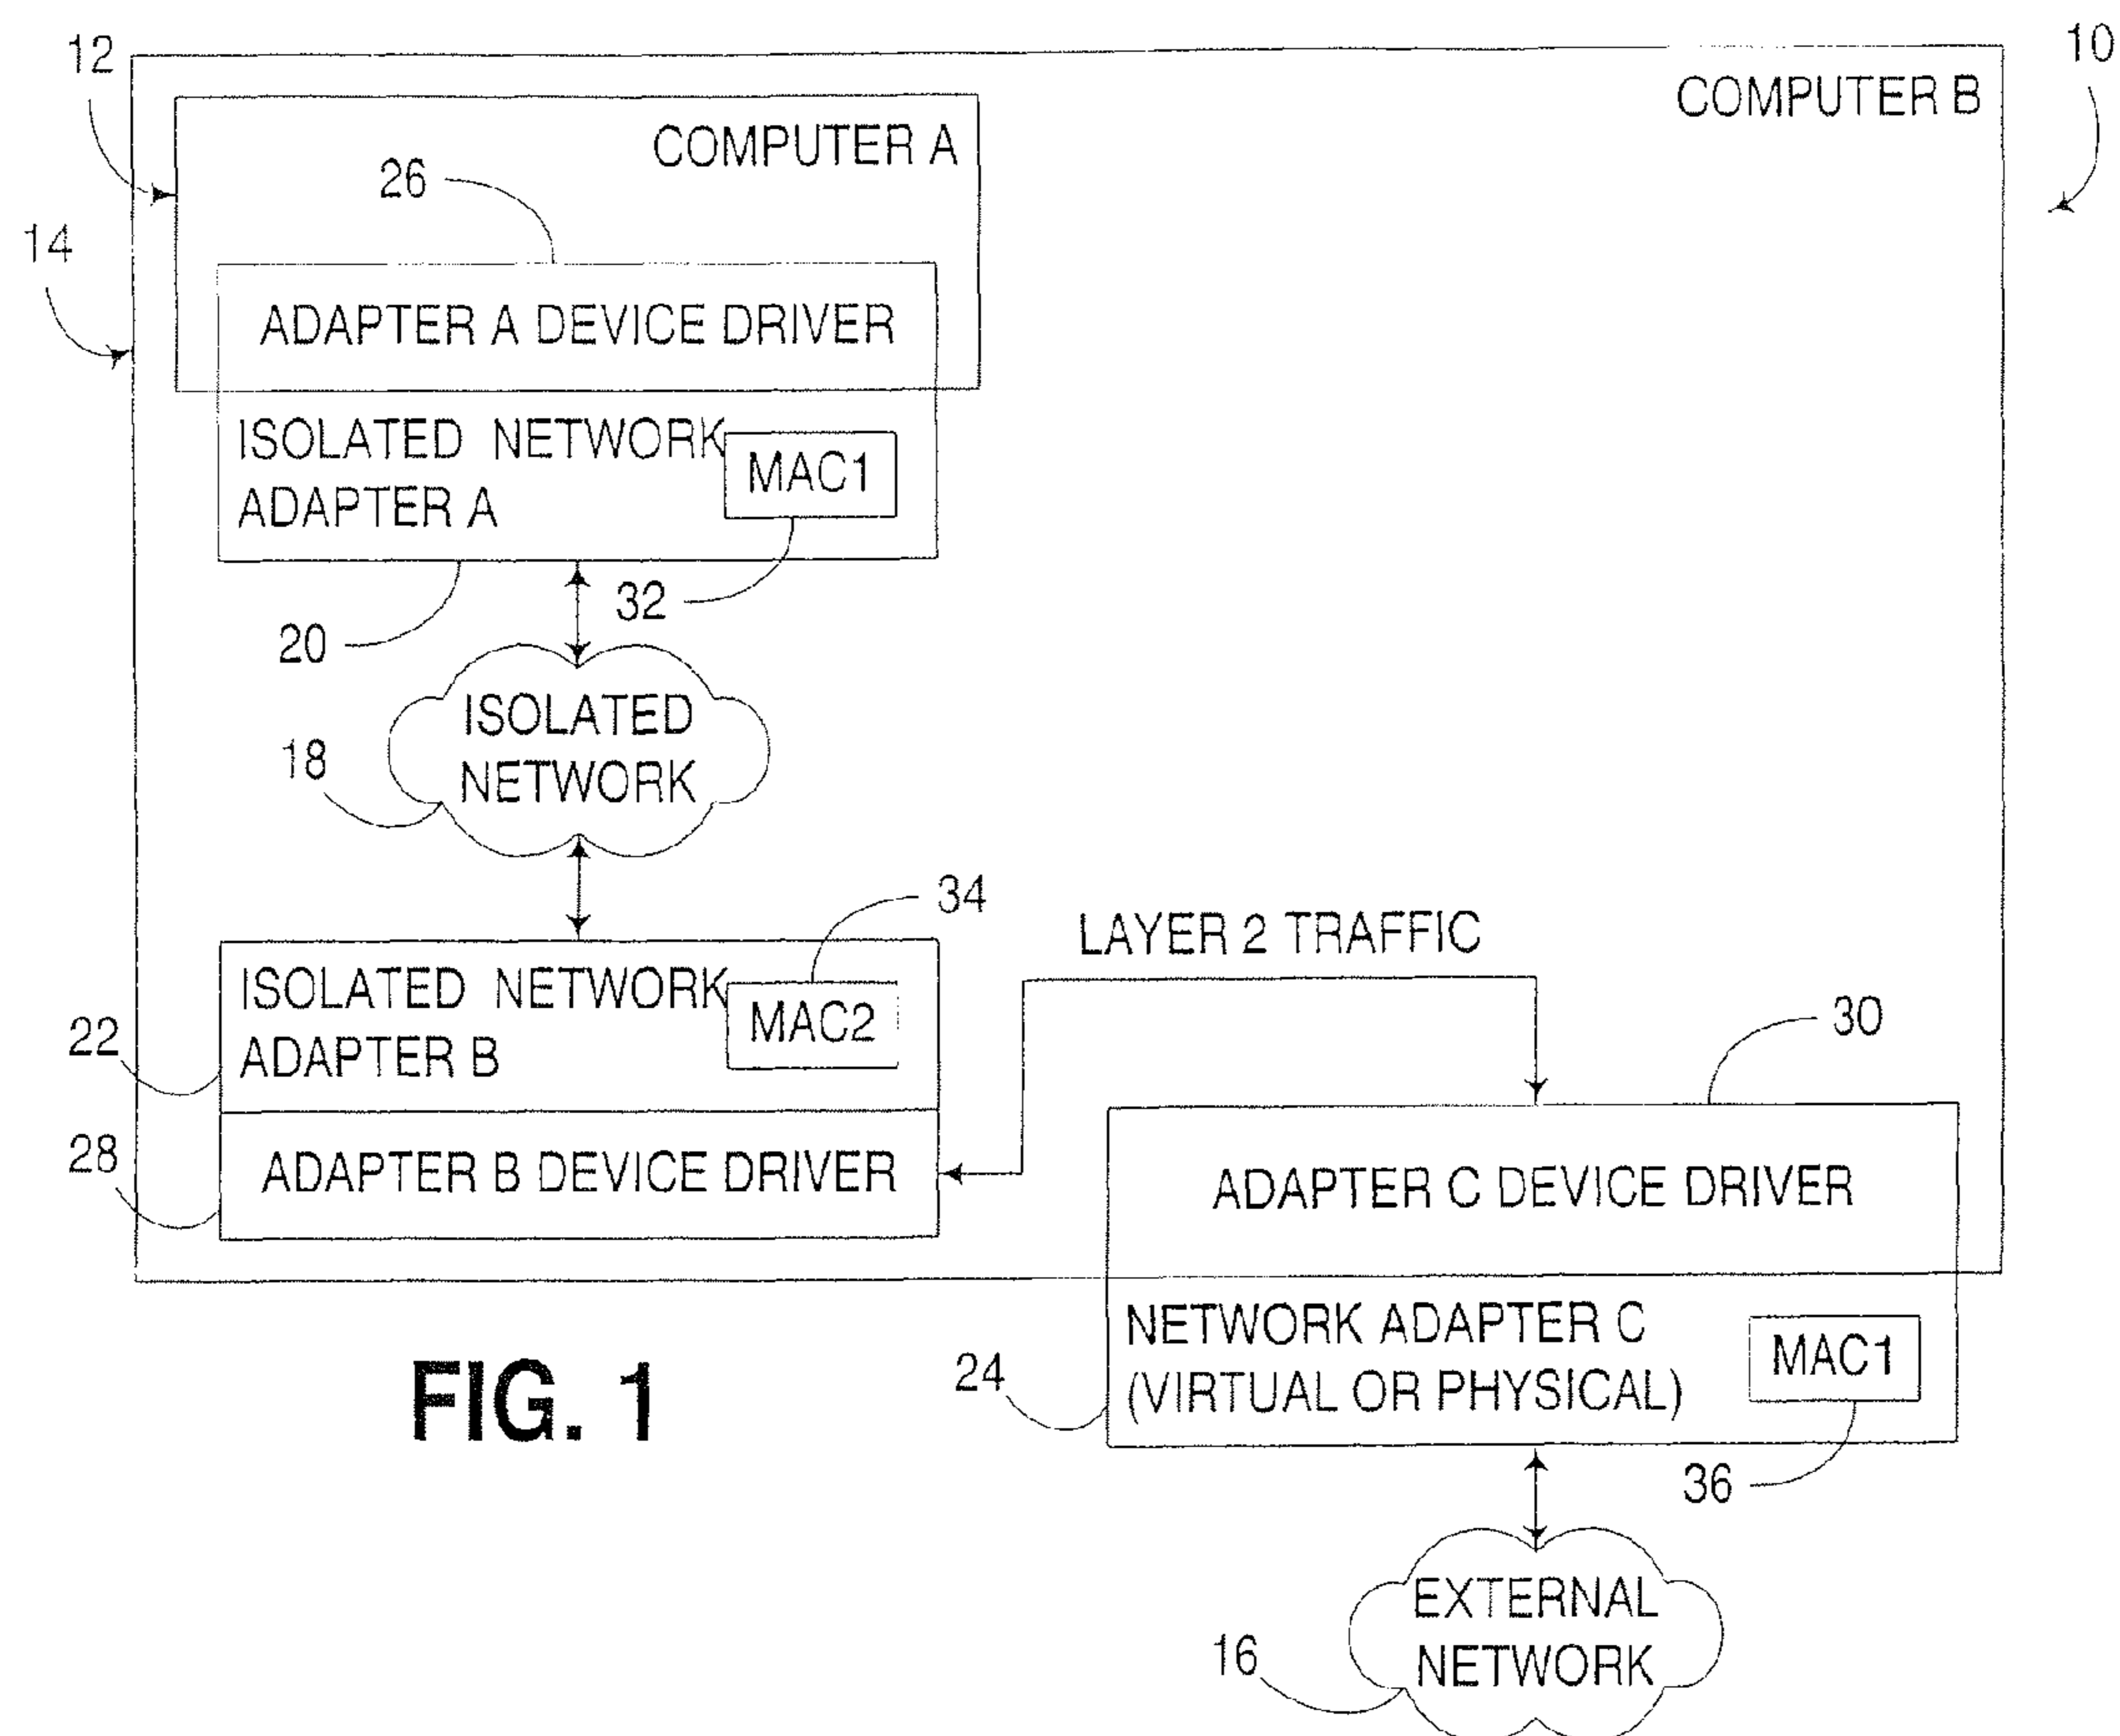 12
10
COMPUTER B
COMPUTER A
26
14
ADAPTER A DEVICE DRIVER
ISOLATED NETWORK
ADAPTER A
MAC1
32
20
ISOLATED
NETWORK
18
34
LAYER 2 TRAFFIC
ISOLATED NETWORK
ADAPTER B
MAC2
22
30
28
ADAPTER B DEVICE DRIVER
ADAPTER C DEVICE DRIVER
NETWORK ADAPTER C
(VIRTUAL OR PHYSICAL)
MAC1
24
36
FIG. 1
EXTERNAL
NETWORK
16